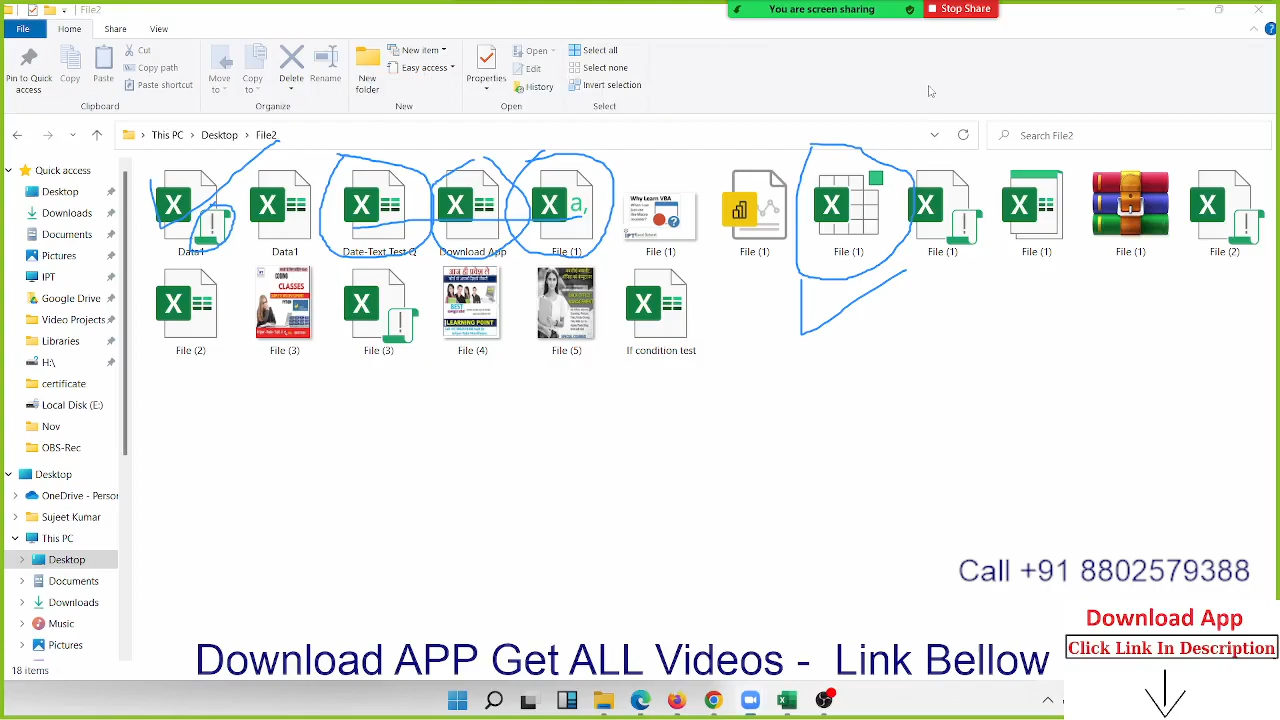 File2
You are screen sharing
Stop Share
File
Home
Share
View
Pin to Quick access
Copy
Paste
Cut
Copy path
Paste shortcut
Clipboard
Move to
Copy to
Delete
Rename
Organize
New folder
New item
Easy access
New
Properties
Open
Edit
History
Open
Select all
Select none
Invert selection
Select
This PC > Desktop > File2
Search File2
Quick access
Desktop
Downloads
Documents
Pictures
IPT
Google Drive
Video Projects
Libraries
H:\
certificate
Local Disk (E:)
Nov
OBS-Rec
Desktop
OneDrive - Person
Sujeet Kumar
This PC
Desktop
Documents
Downloads
Music
Pictures
Data1
Data1
Date-Text Test Q
Download App
File (1)
Why Learn VBA
File (1)
File (1)
File (1)
File (1)
File (1)
File (1)
File (2)
File (2)
CODING
CLASSES
File (3)
File (3)
BEST
LEARNING POINT
File (4)
File (5)
If condition test
Call +91 8802579388
Download App
Click Link In Description
Download APP Get ALL Videos - Link Bellow
18 items